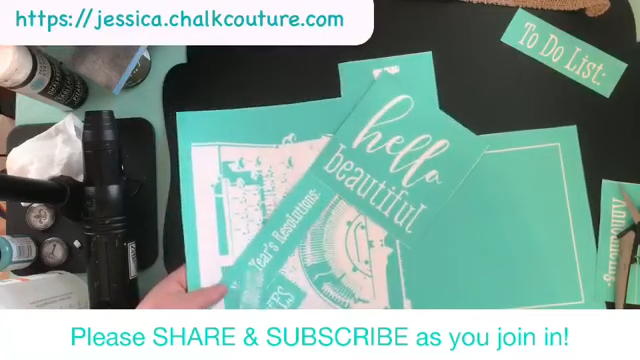 https://jessica.chalkcouture.com
To Do List:
hello
beautiful
Year's Resolutions:
Please SHARE & SUBSCRIBE as you join in!